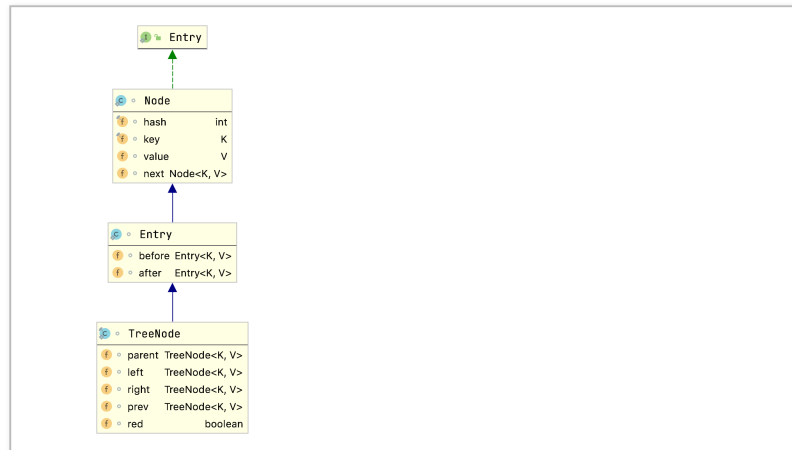 Entry
Node
hash int
key K
value V
next Node<K, V>
Entry
before Entry<K, V>
after Entry<K, V>
TreeNode
parent TreeNode<K, V>
left TreeNode<K, V>
right TreeNode<K, V>
prev TreeNode<K, V>
red boolean